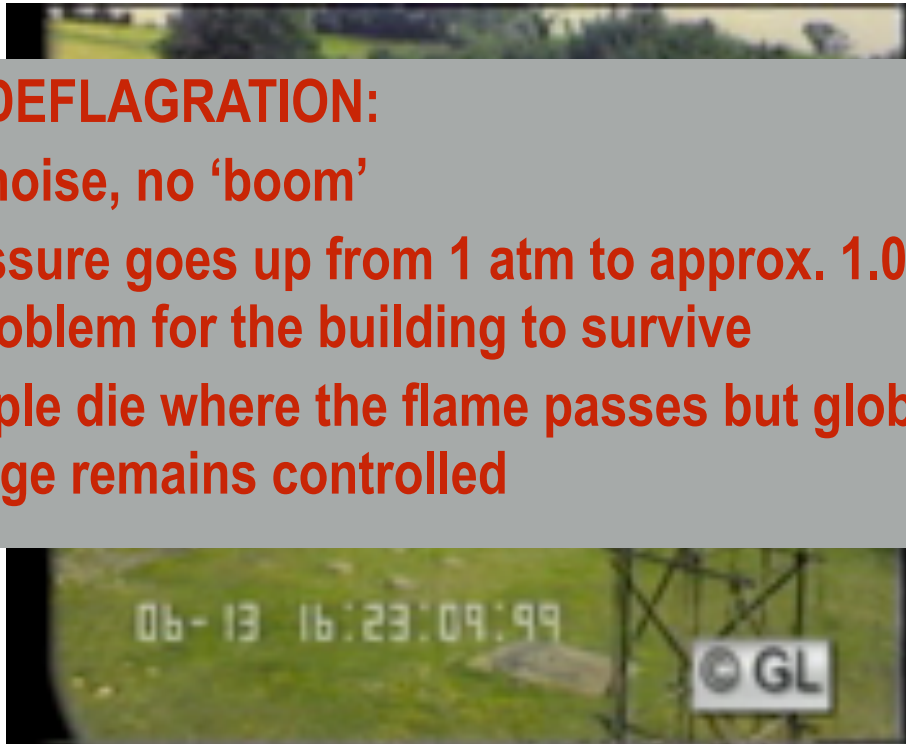 DEFLAGRATION:
noise, no ‘boom’
ssure goes up from 1 atm to approx. 1.0
oblem for the building to survive
ple die where the flame passes but glob
ge remains controlled
06-13 16:23:09:99
© GL